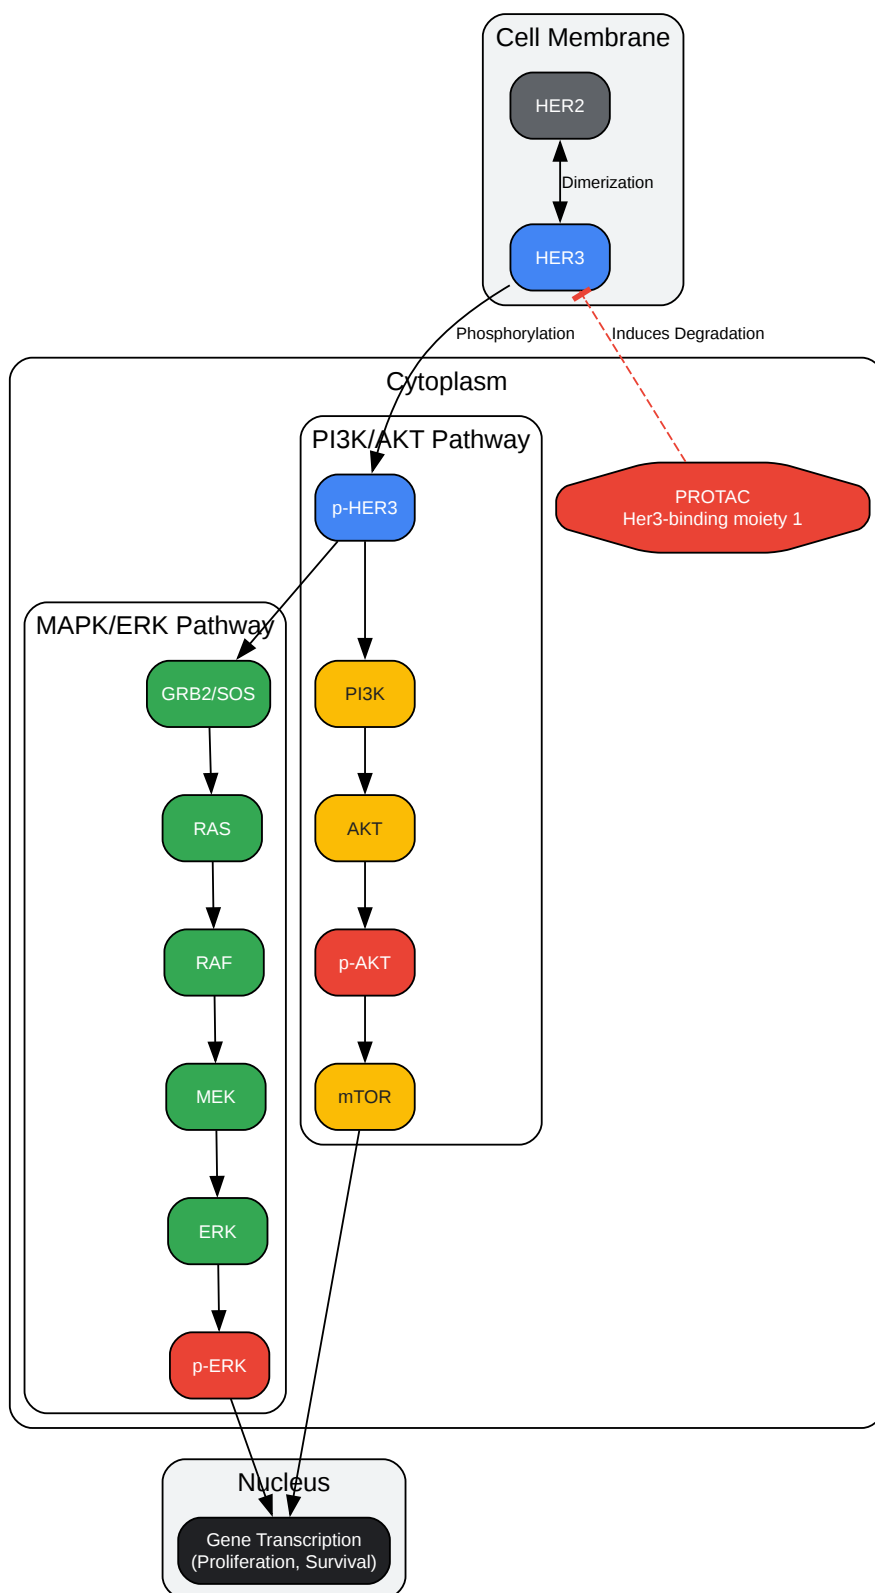 Cell Membrane
HER2
Dimerization
HER3
Phosphorylation
Induces Degradation
Cytoplasm
PI3K/AKT Pathway
p-HER3
PROTAC
Her3-binding moiety 1
MAPK/ERK Pathway
GRB2/SOS
PI3K
RAS
AKT
RAF
p-AKT
MEK
mTOR
ERK
p-ERK
Nucleus
Gene Transcription
(Proliferation, Survival)